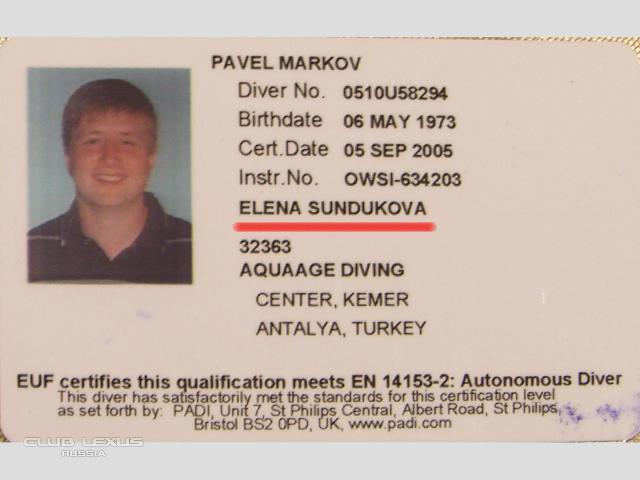 PAVEL MARKOV
Diver No. 0510U58294
Birthdate 06 MAY 1973
Cert.Date 05 SEP 2005
Instr.No. OWSI-634203
ELENA SUNDUKOVA
32363
AQUAAGE DIVING
CENTER, KEMER
ANTALYA, TURKEY
EUF certifies this qualification meets EN 14153-2: Autonomous Diver
This diver has satisfactorily met the standards for this certification level
as set forth by: PADI, Unit 7, St Philips Central, Albert Road, St Philips,
Bristol BS2 0PD, UK, www.padi.com
CLUB LEXUS
RUSSIA